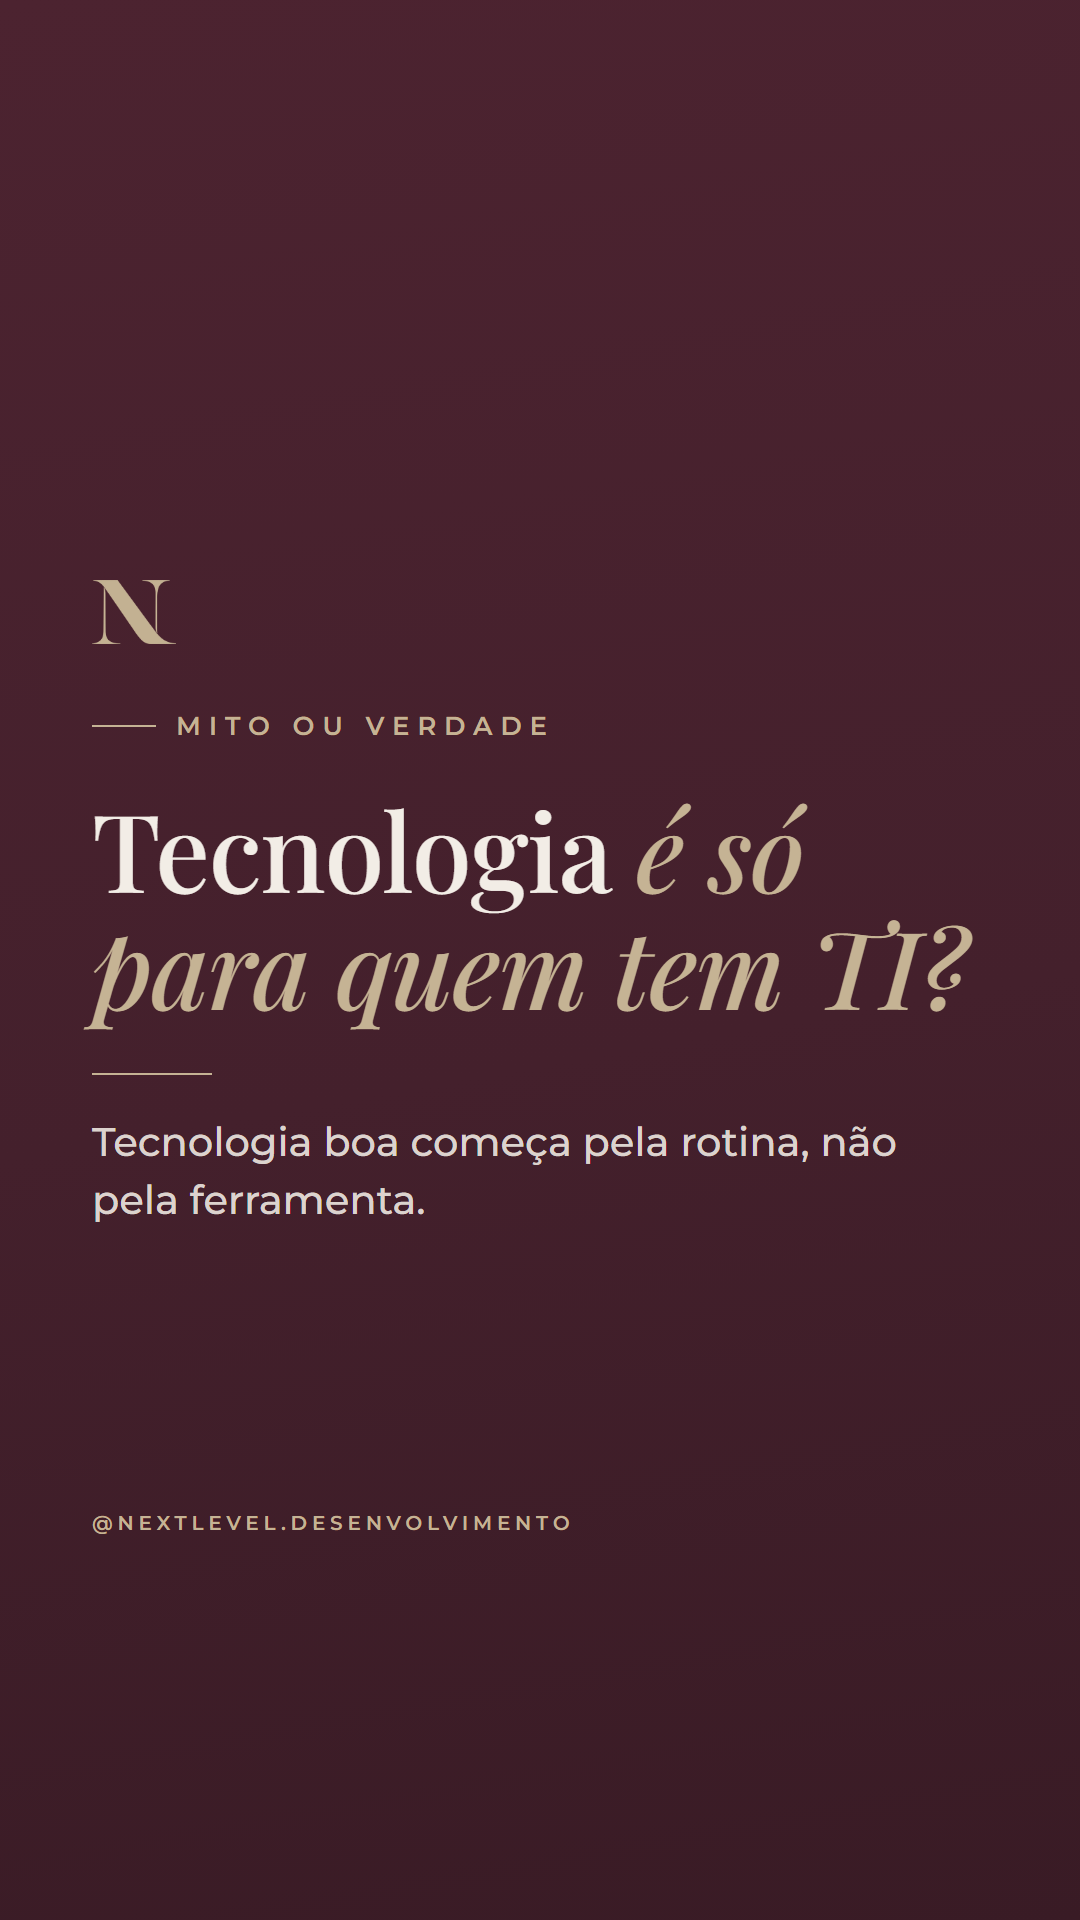 N
MITO OU VERDADE
Tecnologia é só
para quem tem TI?
Tecnologia boa começa pela rotina, não
pela ferramenta.
@NEXTLEVEL.DESENVOLVIMENTO